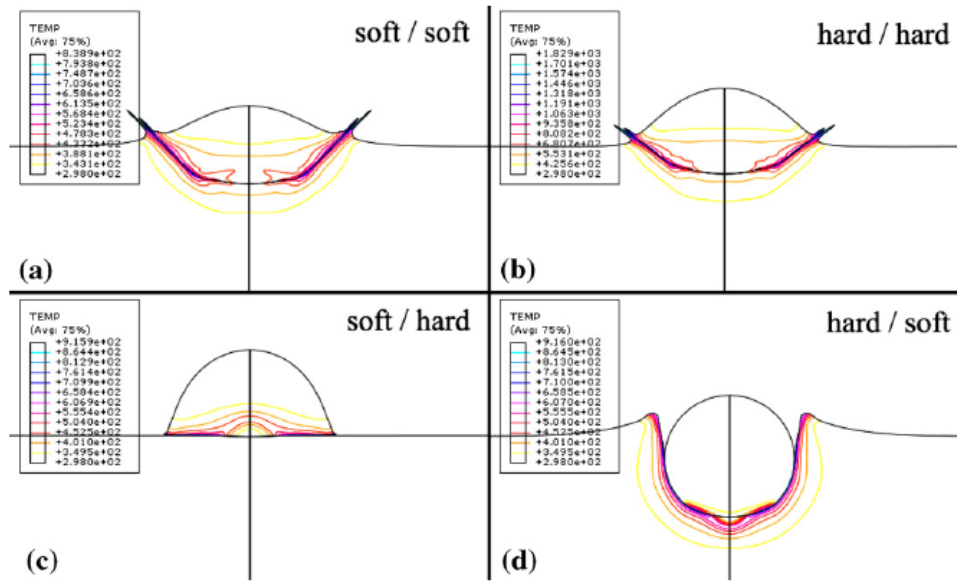 TEMP
(Avg: 75%)
+8.389e+02
+7.938e+02
+7.487e+02
+7.036e+02
+6.586e+02
+6.135e+02
+5.684e+02
+5.234e+02
+4.783e+02
+4.332e+02
+3.881e+02
+3.431e+02
+2.980e+02
soft / soft
(a)
TEMP
(Avg: 75%)
+1.829e+03
+1.701e+03
+1.574e+03
+1.446e+03
+1.318e+03
+1.191e+03
+1.063e+03
+9.358e+02
+8.082e+02
+6.807e+02
+5.531e+02
+4.256e+02
+2.980e+02
hard / hard
(b)
TEMP
(Avg: 75%)
+9.159e+02
+8.644e+02
+8.129e+02
+7.614e+02
+7.099e+02
+6.584e+02
+6.069e+02
+5.554e+02
+5.040e+02
+4.525e+02
+4.010e+02
+3.495e+02
+2.980e+02
soft / hard
(c)
TEMP
(Avg: 75%)
+9.160e+02
+8.645e+02
+8.130e+02
+7.615e+02
+7.100e+02
+6.585e+02
+6.070e+02
+5.555e+02
+5.040e+02
+4.525e+02
+4.010e+02
+3.495e+02
+2.980e+02
hard / soft
(d)